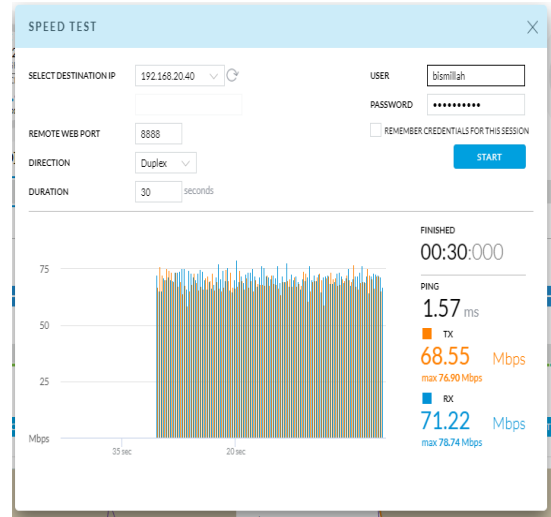 SPEED TEST
X
SELECT DESTINATION IP 192.168.20.40
USER bismillah
PASSWORD ••••••••••
REMOTE WEB PORT 8888
REMEMBER CREDENTIALS FOR THIS SESSION
DIRECTION Duplex
START
DURATION 30 seconds
FINISHED
00:30:000
PING
1.57 ms
TX
68.55 Mbps
max 76.90 Mbps
RX
71.22 Mbps
max 78.74 Mbps
75
50
25
Mbps
35 sec 20 sec